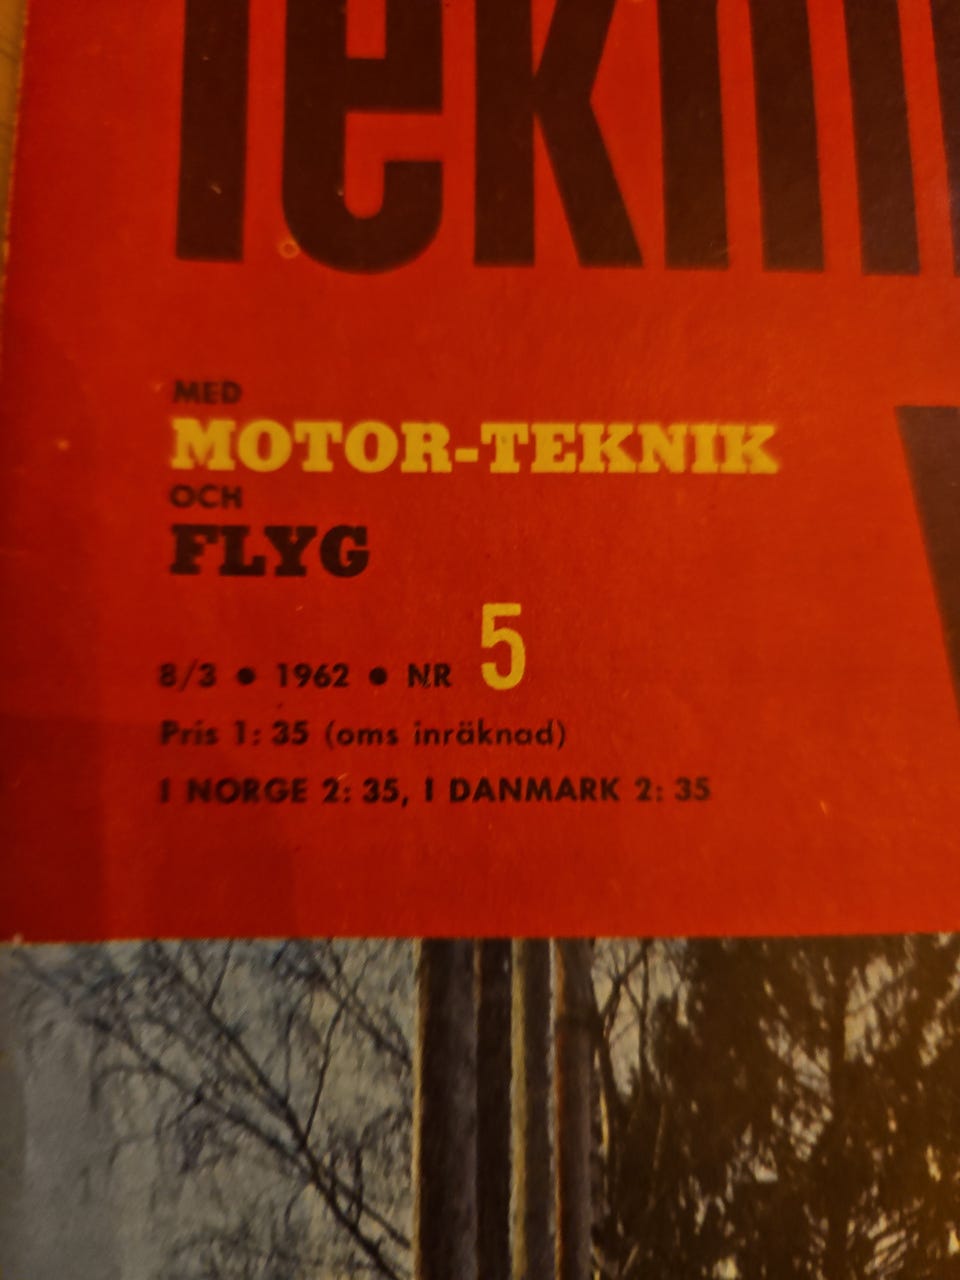 MED
MOTOR-TEKNIK
OCH
FLYG
8/3 • 1962 • NR 5
Pris 1: 35 (oms inräknad)
I NORGE 2: 35, I DANMARK 2: 35